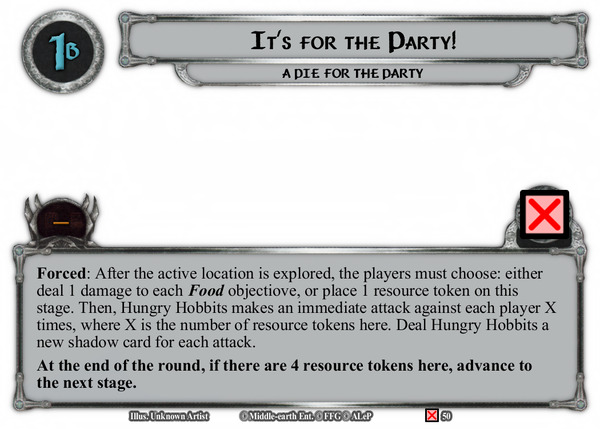 1B
IT'S FOR THE PARTY!
A PIE FOR THE PARTY
–
Forced: After the active location is explored, the players must choose: either
deal 1 damage to each Food objectiove, or place 1 resource token on this
stage. Then, Hungry Hobbits makes an immediate attack against each player X
times, where X is the number of resource tokens here. Deal Hungry Hobbits a
new shadow card for each attack.
At the end of the round, if there are 4 resource tokens here, advance to
the next stage.
Illus. Unknown Artist ©Middle-earth Ent. ©FFG ©ALeP 50